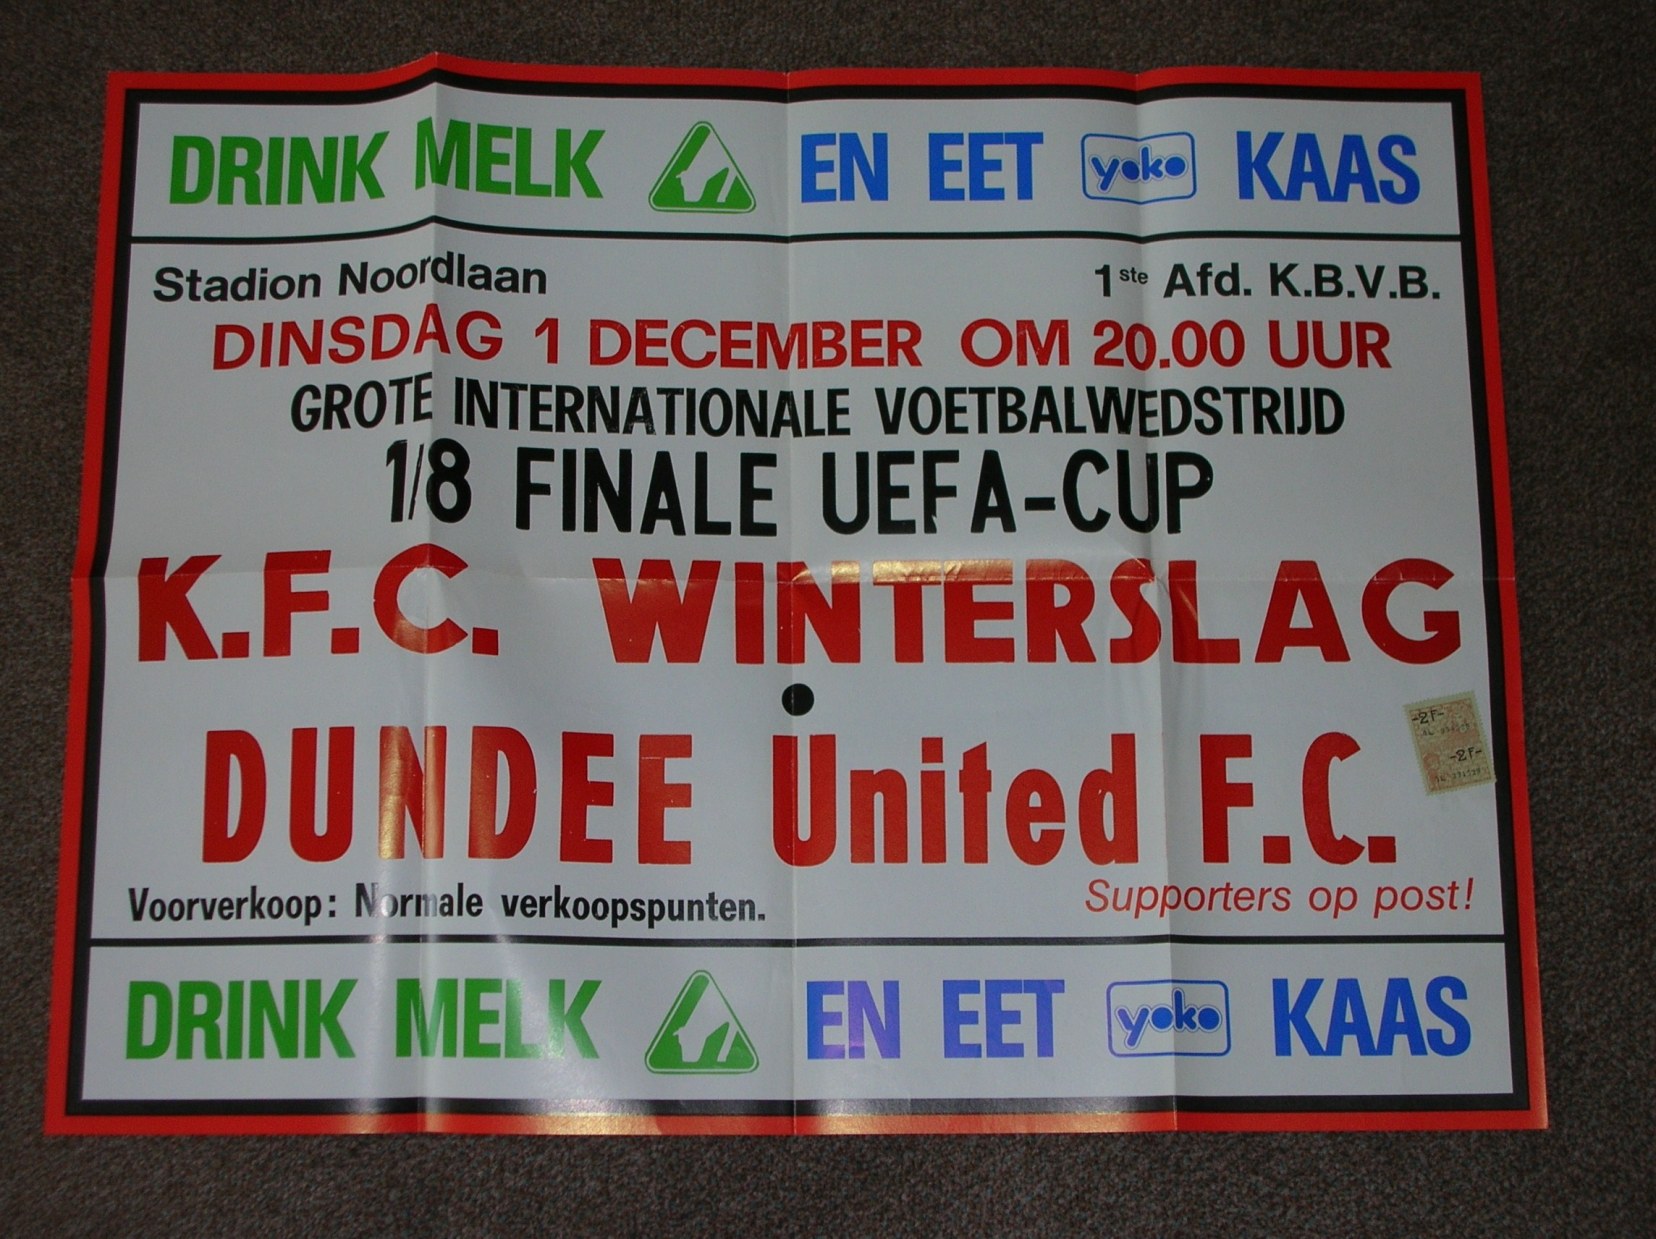 DRINK MELK EN EET yoko KAAS
Stadion Noordlaan 1ste Afd. K.B.V.B.
DINSDAG 1 DECEMBER OM 20.00 UUR
GROTE INTERNATIONALE VOETBALWEDSTRIJD
1/8 FINALE UEFA-CUP
K.F.C. WINTERSLAG
DUNDEE United F.C.
-2F-
-2F-
Voorverkoop: Normale verkoopspunten. Supporters op post!
DRINK MELK EN EET yoko KAAS